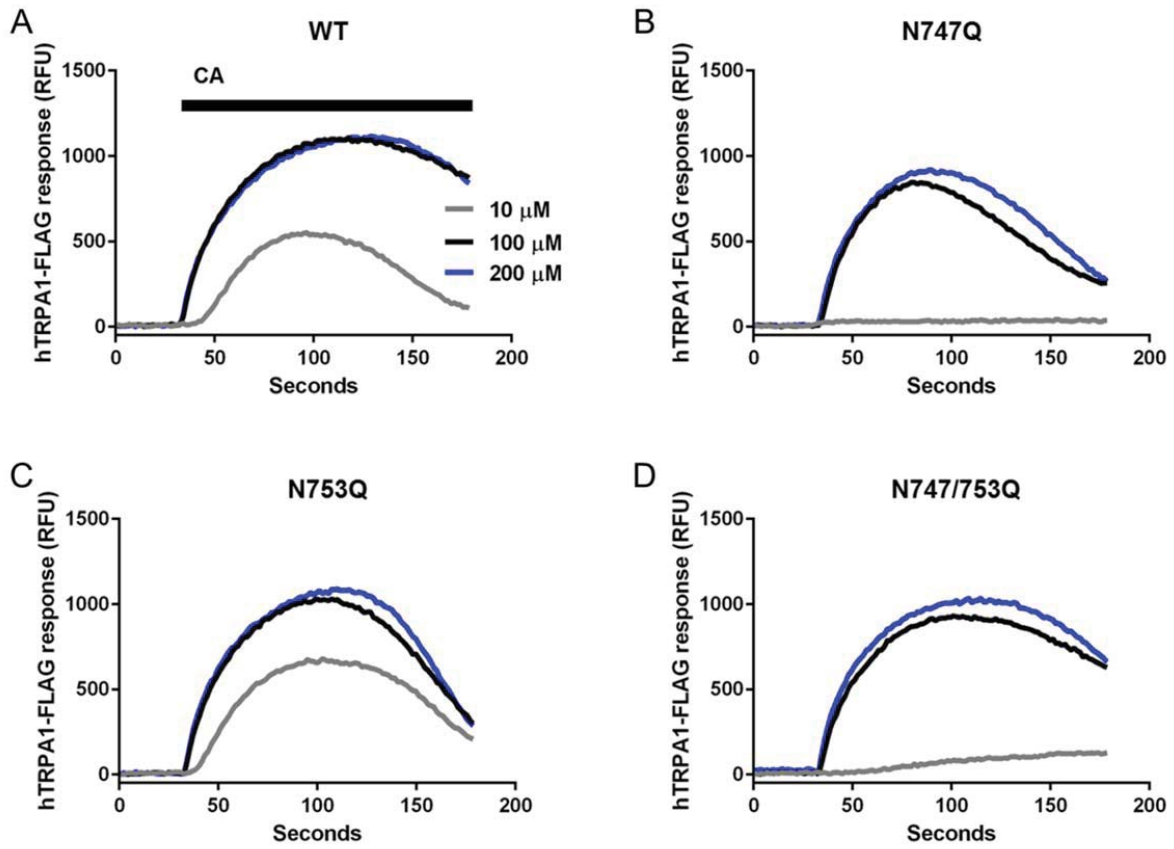 A
WT
hTRPA1-FLAG response (RFU)
1500
1000
500
0
CA
10 μM
100 μM
200 μM
0 50 100 150 200
Seconds
B
N747Q
hTRPA1-FLAG response (RFU)
1500
1000
500
0
0 50 100 150 200
Seconds
C
N753Q
hTRPA1-FLAG response (RFU)
1500
1000
500
0
0 50 100 150 200
Seconds
D
N747/753Q
hTRPA1-FLAG response (RFU)
1500
1000
500
0
0 50 100 150 200
Seconds